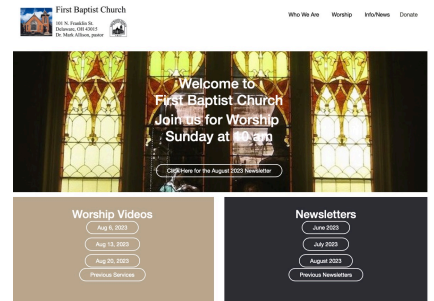 First Baptist Church
101 N. Franklin St.
Delaware, OH 43015
Dr. Mark Allison, pastor
Who We Are Worship Info/News Donate
Welcome to
First Baptist Church
Join us for Worship
Sunday at 10 am
Click Here for the August 2023 Newsletter
Worship Videos
Aug 6, 2023
Aug 13, 2023
Aug 20, 2023
Previous Services
Newsletters
June 2023
July 2023
August 2023
Previous Newsletters